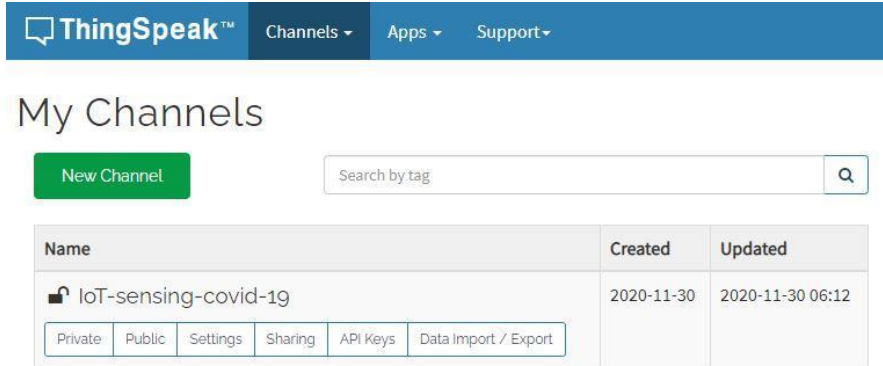 ThingSpeak™ Channels Apps Support
My Channels
New Channel Search by tag
Name Created Updated
IoT-sensing-covid-19 2020-11-30 2020-11-30 06:12
Private Public Settings Sharing API Keys Data Import / Export